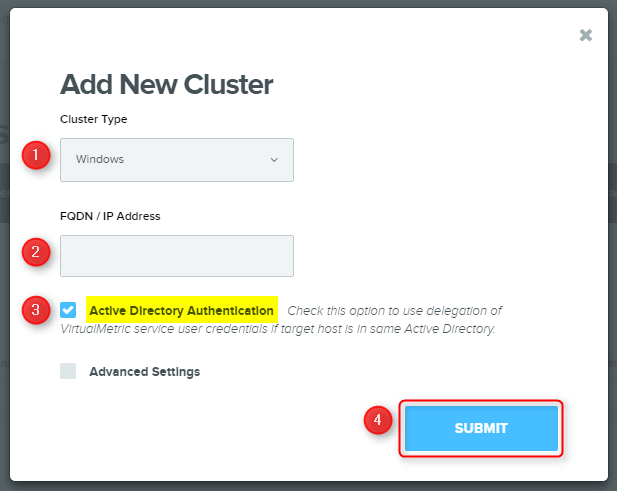 Add New Cluster
Cluster Type
1
Windows
FQDN / IP Address
2
3
Active Directory Authentication Check this option to use delegation of
VirtualMetric service user credentials if target host is in same Active Directory.
Advanced Settings
4
SUBMIT